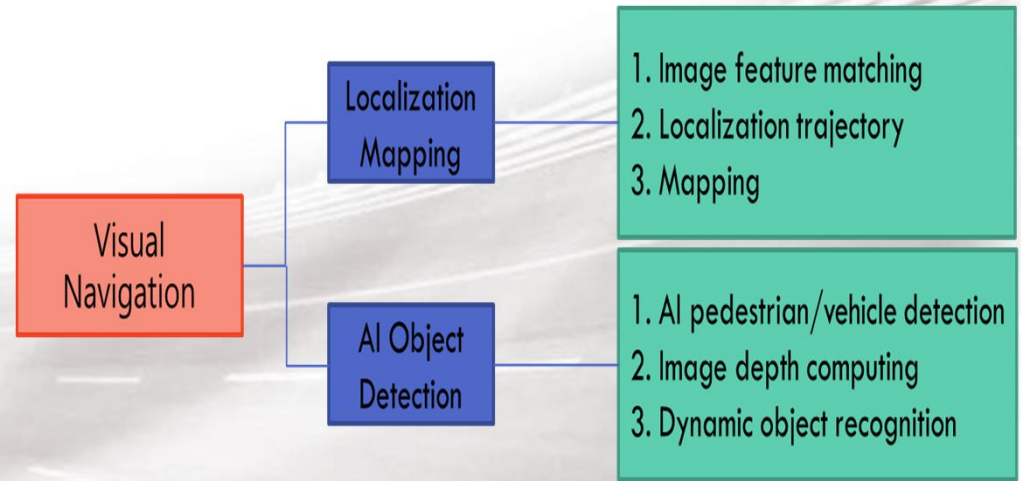 Visual
Navigation
Localization
Mapping
1. Image feature matching
2. Localization trajectory
3. Mapping
AI Object
Detection
1. AI pedestrian/vehicle detection
2. Image depth computing
3. Dynamic object recognition